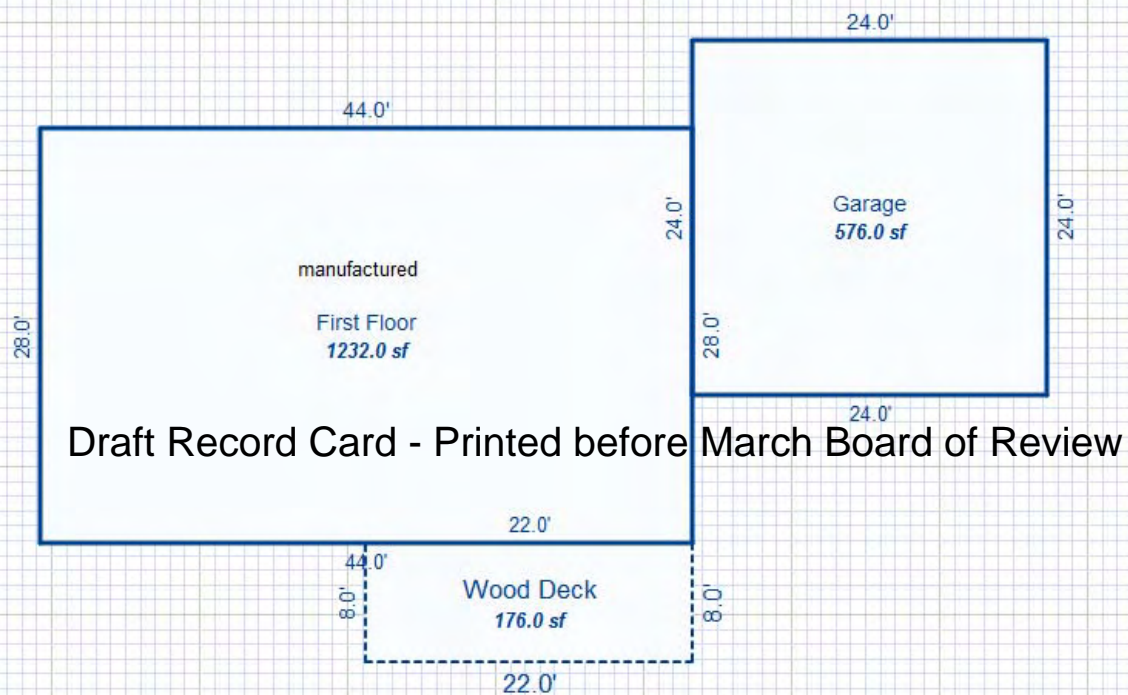 24.0'
44.0'
24.0'
Garage
576.0 sf
24.0'
manufactured
First Floor
1232.0 sf
28.0'
28.0'
24.0'
Draft Record Card - Printed before March Board of Review
22.0'
44.0'
8.0'
Wood Deck
176.0 sf
8.0'
22.0'